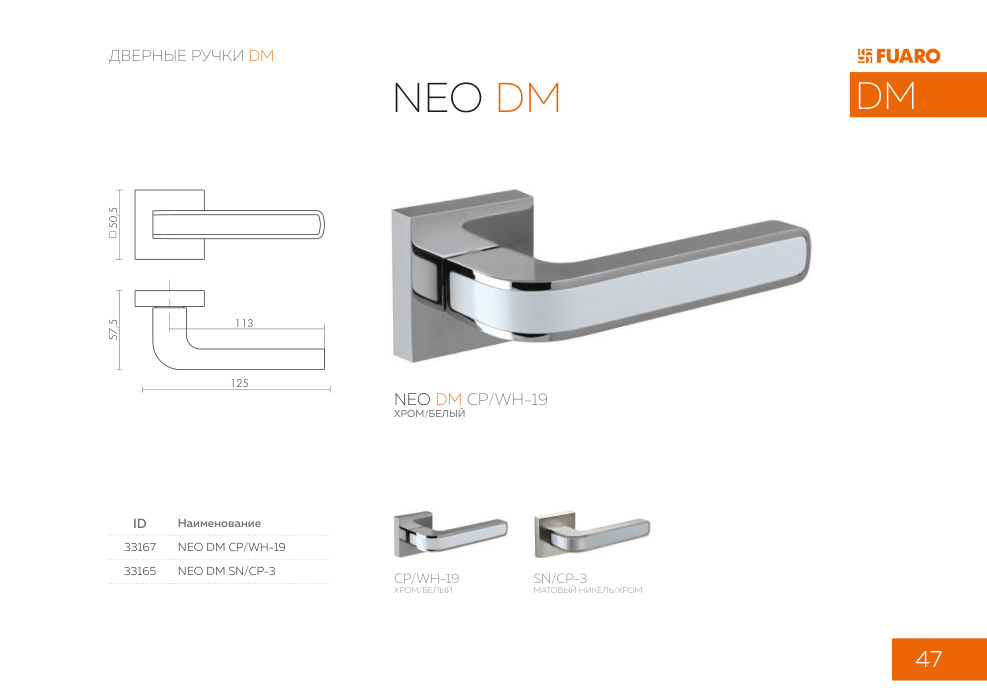 ДВЕРНЫЕ РУЧКИ DM
FUARO
DM
NEO DM
□ 50,5
57,5
113
125
NEO DM CP/WH-19
ХРОМ/БЕЛЫЙ
ID Наименование
33167 NEO DM CP/WH-19
33165 NEO DM SN/CP-3
CP/WH-19
ХРОМ/БЕЛЫЙ
SN/CP-3
МАТОВЫЙ НИКЕЛЬ/ХРОМ
47